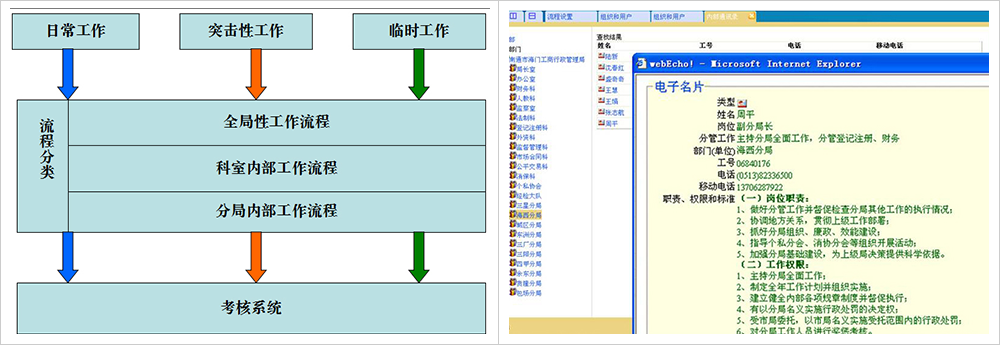 日常工作
突击性工作
临时工作
流程分类
全局性工作流程
科室内部工作流程
分局内部工作流程
考核系统
流程设置
组织和用户
组织和用户
内部通讯录
部门
南通市海门工商行政管理局
局长室
办公室
财务科
人教科
监察室
法制科
登记注册科
外资科
监督管理科
市场合同科
公平交易科
消保科
个私协会
经检大队
三星分局
海西分局
城区分局
东洲分局
三厂分局
三阳分局
四甲分局
余东分局
贵隆分局
包场分局
查找结果
姓名 工号 电话 移动电话
陆新
沈春红
盛奇奇
王慧
王娟
张志航
周平
webEcho! - Microsoft Internet Explorer
电子名片
类型
姓名 周平
岗位 副分局长
分管工作 主持分局全面工作，分管登记注册、财务
部门(单位) 海西分局
工号 06840176
电话 (0513)82336500
移动电话 13706287922
职责、权限和标准 （一）岗位职责：
1、做好分管工作并督促检查分局其他工作的执行情况；
2、协调地方关系，贯彻上级工作部署；
3、抓好分局组织、廉政、效能建设；
4、指导个私分会、消协分会等组织开展活动；
5、加强分局基础建设，为上级局决策提供科学依据。
（二）工作权限：
1、主持分局全面工作；
2、制定全年工作计划并组织实施；
3、建立健全内部各项规章制度并督促执行；
4、有以分局名义实施行政处罚的决定权；
5、受市局委托，以市局名义实施受托范围内的行政处罚；
6、对分局工作人员进行奖惩考核。